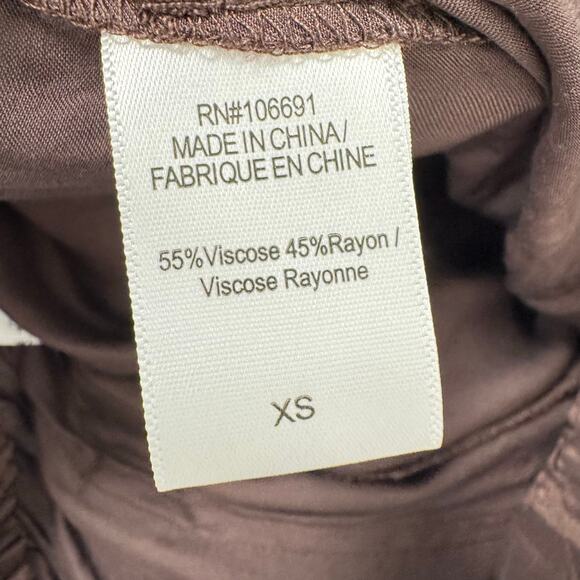 RN#106691
MADE IN CHINA/
FABRIQUE EN CHINE
55%Viscose 45%Rayon /
Viscose Rayonne
XS